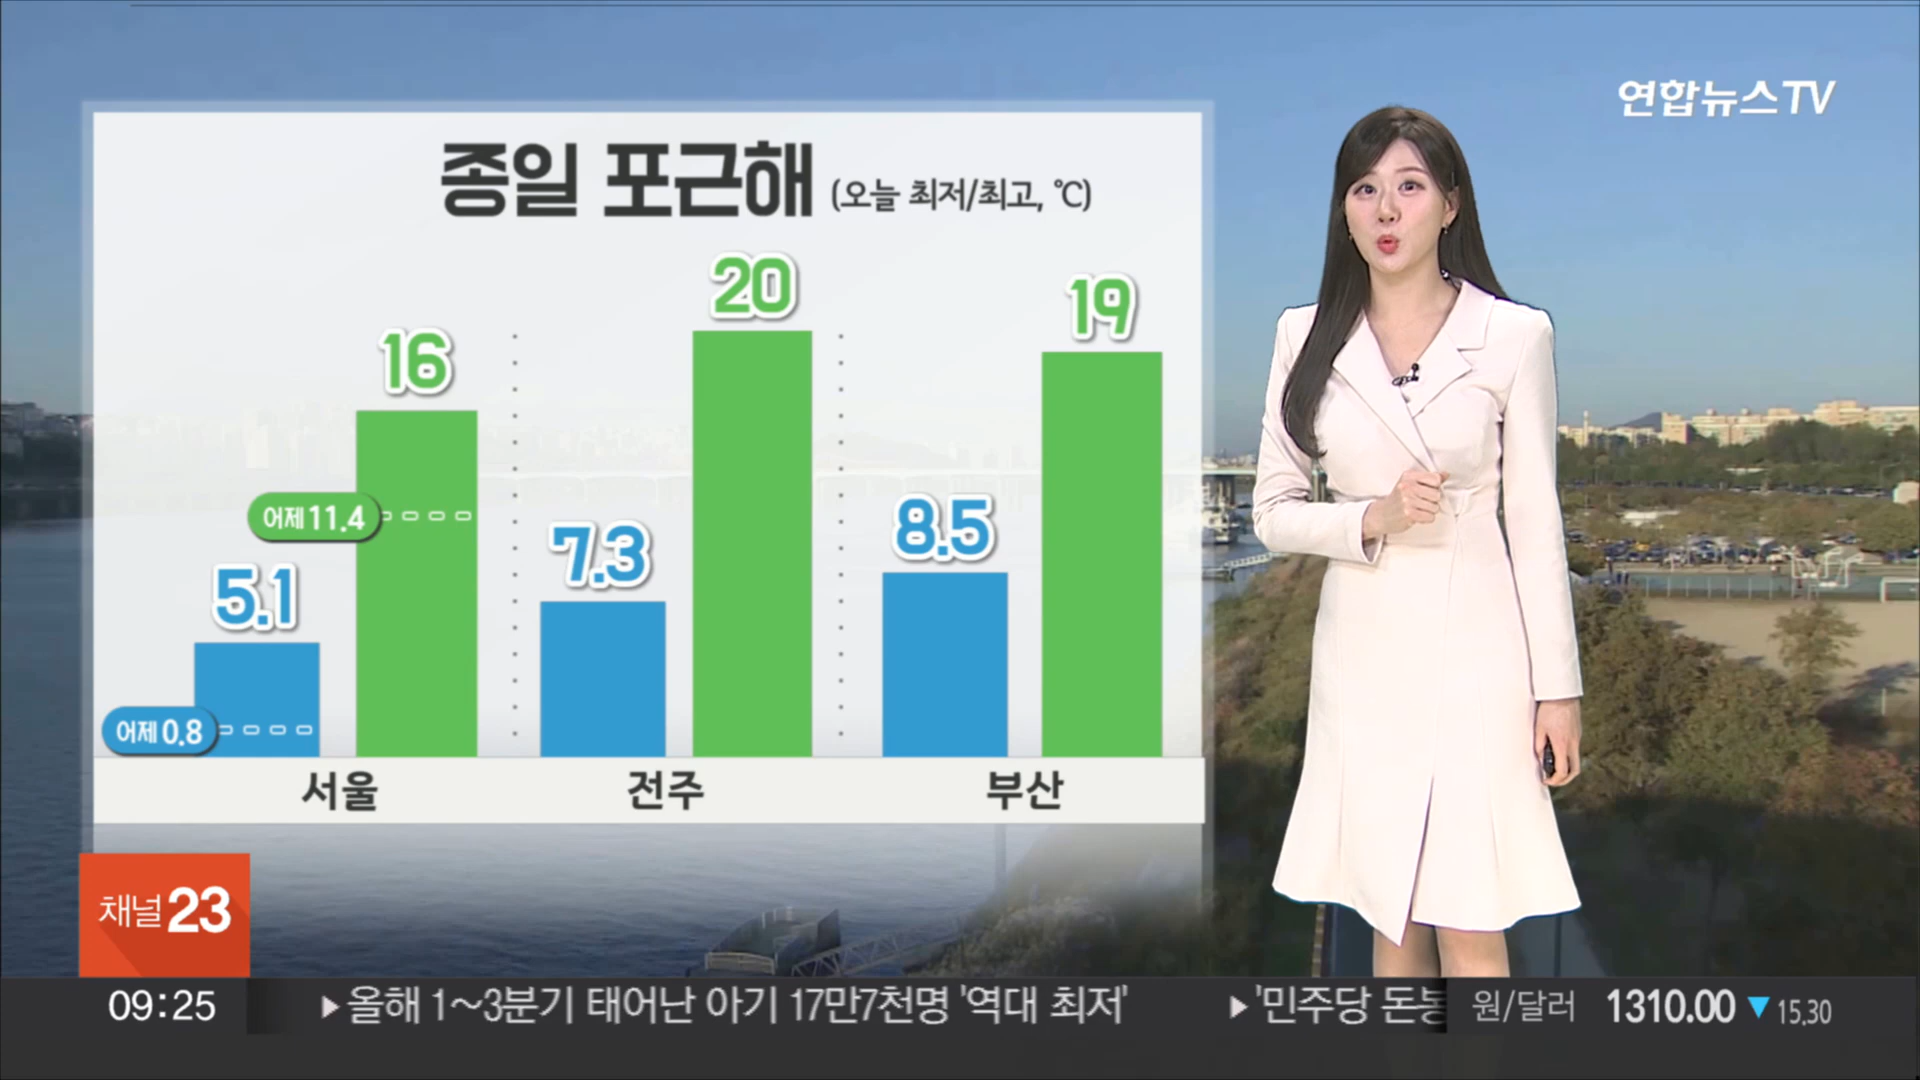 연합뉴스TV
종일 포근해 (오늘 최저/최고, ℃)
20
19
16
8.5
7.3
어제 11.4
5.1
어제 0.8
서울 전주 부산
채널 23
09:25 ▶올해 1~3분기 태어난 아기 17만7천명 '역대 최저' ▶'민주당 돈봉 원/달러 1310.00 ▼ 15.30